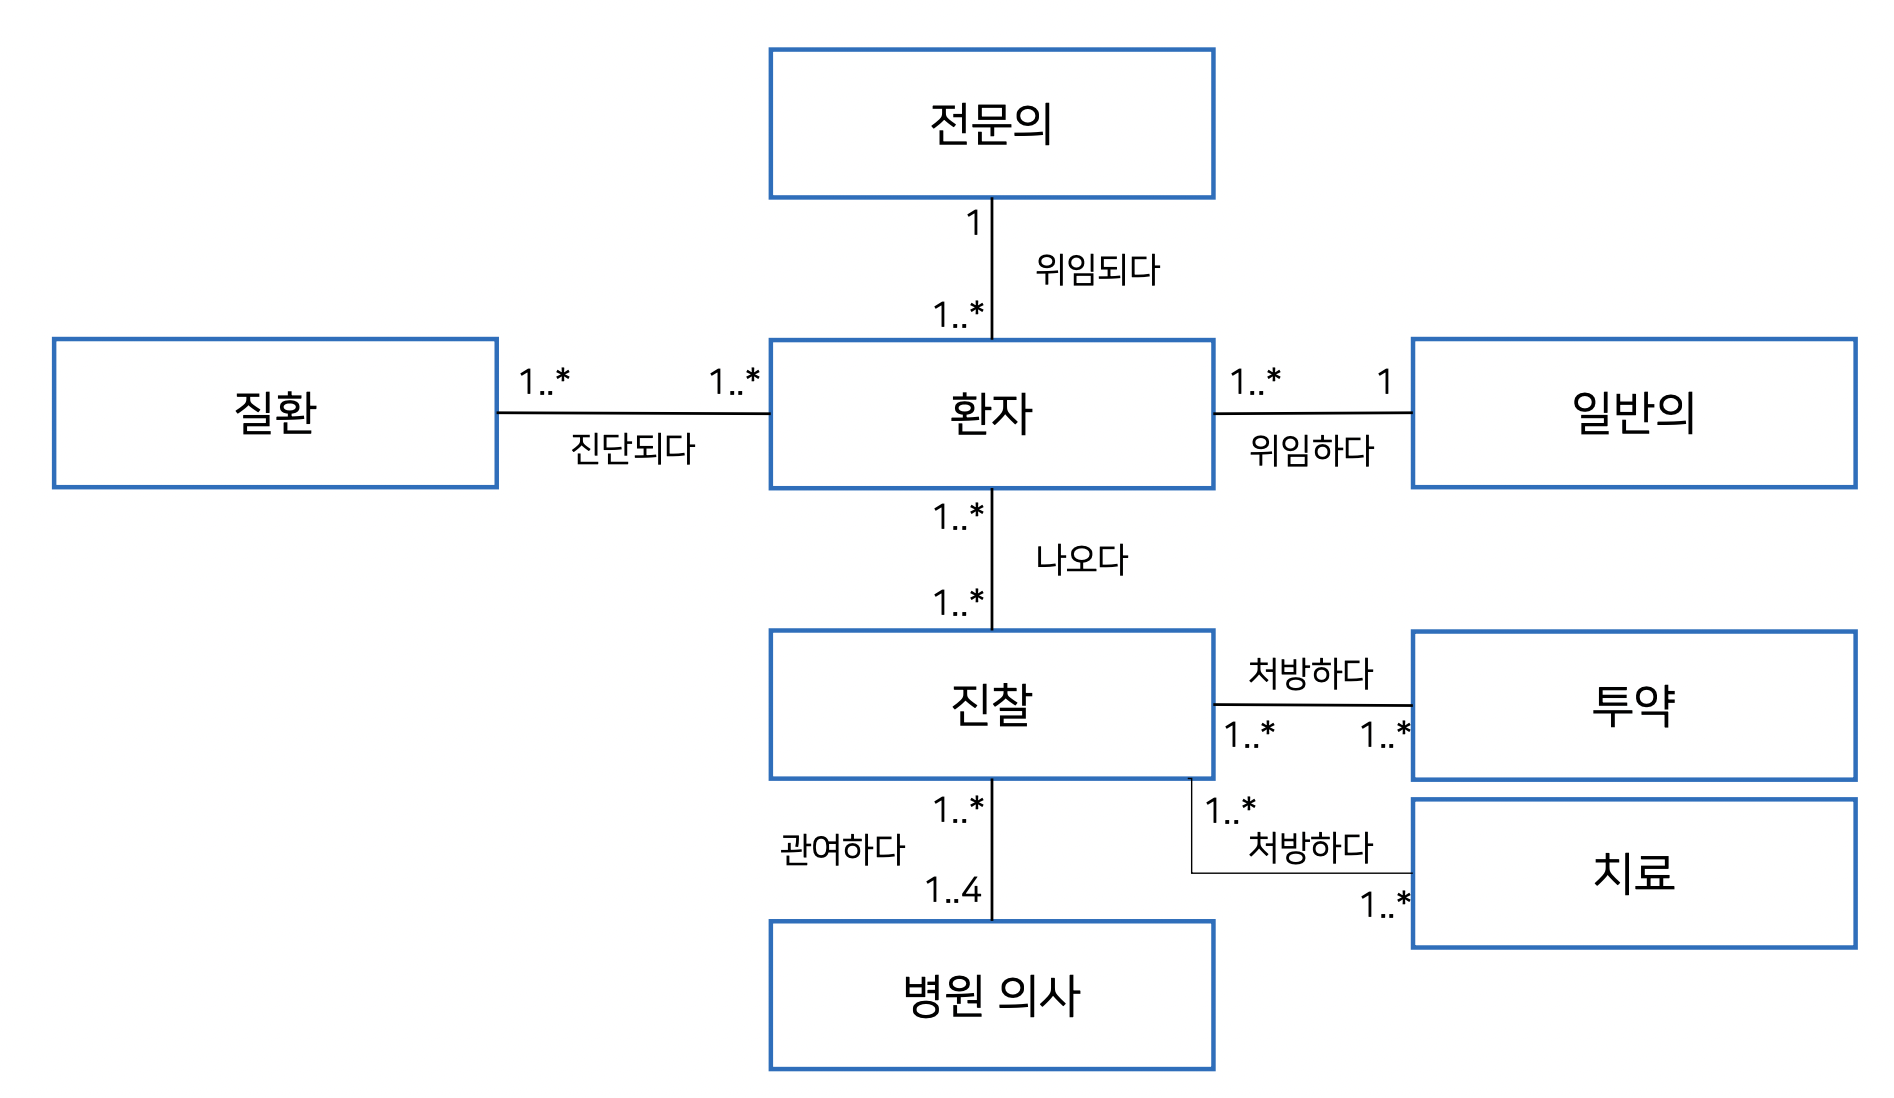 전문의
1
위임되다
1..*
질환
1..*
1..*
진단되다
환자
1..*
1
위임하다
일반의
1..*
나오다
1..*
진찰
처방하다
1..*
1..*
투약
1..*
관여하다
1..4
1..*
처방하다
1..*
치료
병원 의사